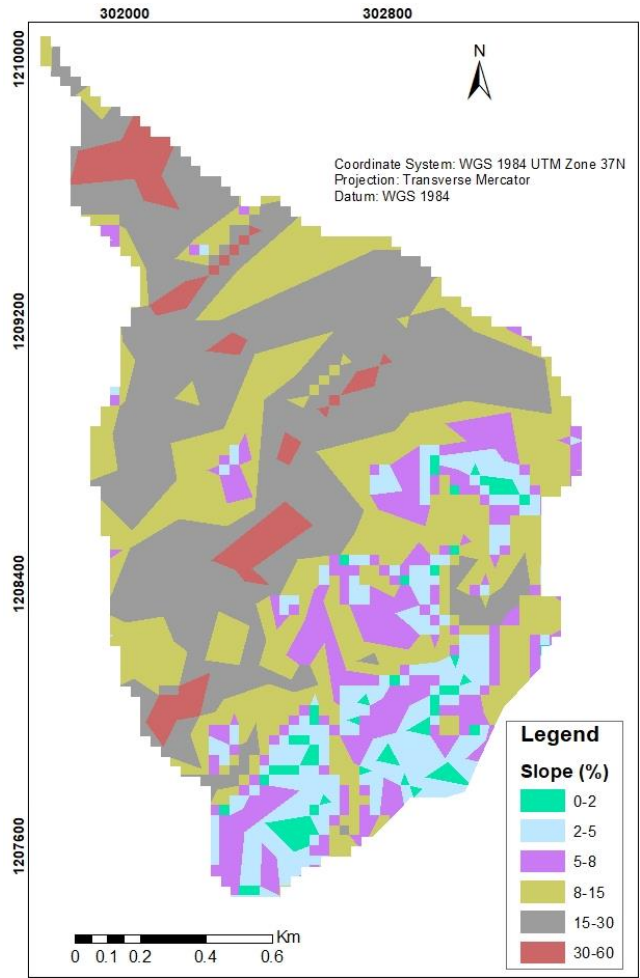 302000 302800
1210000
N
Coordinate System: WGS 1984 UTM Zone 37N
Projection: Transverse Mercator
Datum: WGS 1984
1209200
1208400
1207600
Legend
Slope (%)
0-2
2-5
5-8
8-15
15-30
30-60
Km
0 0.1 0.2 0.4 0.6